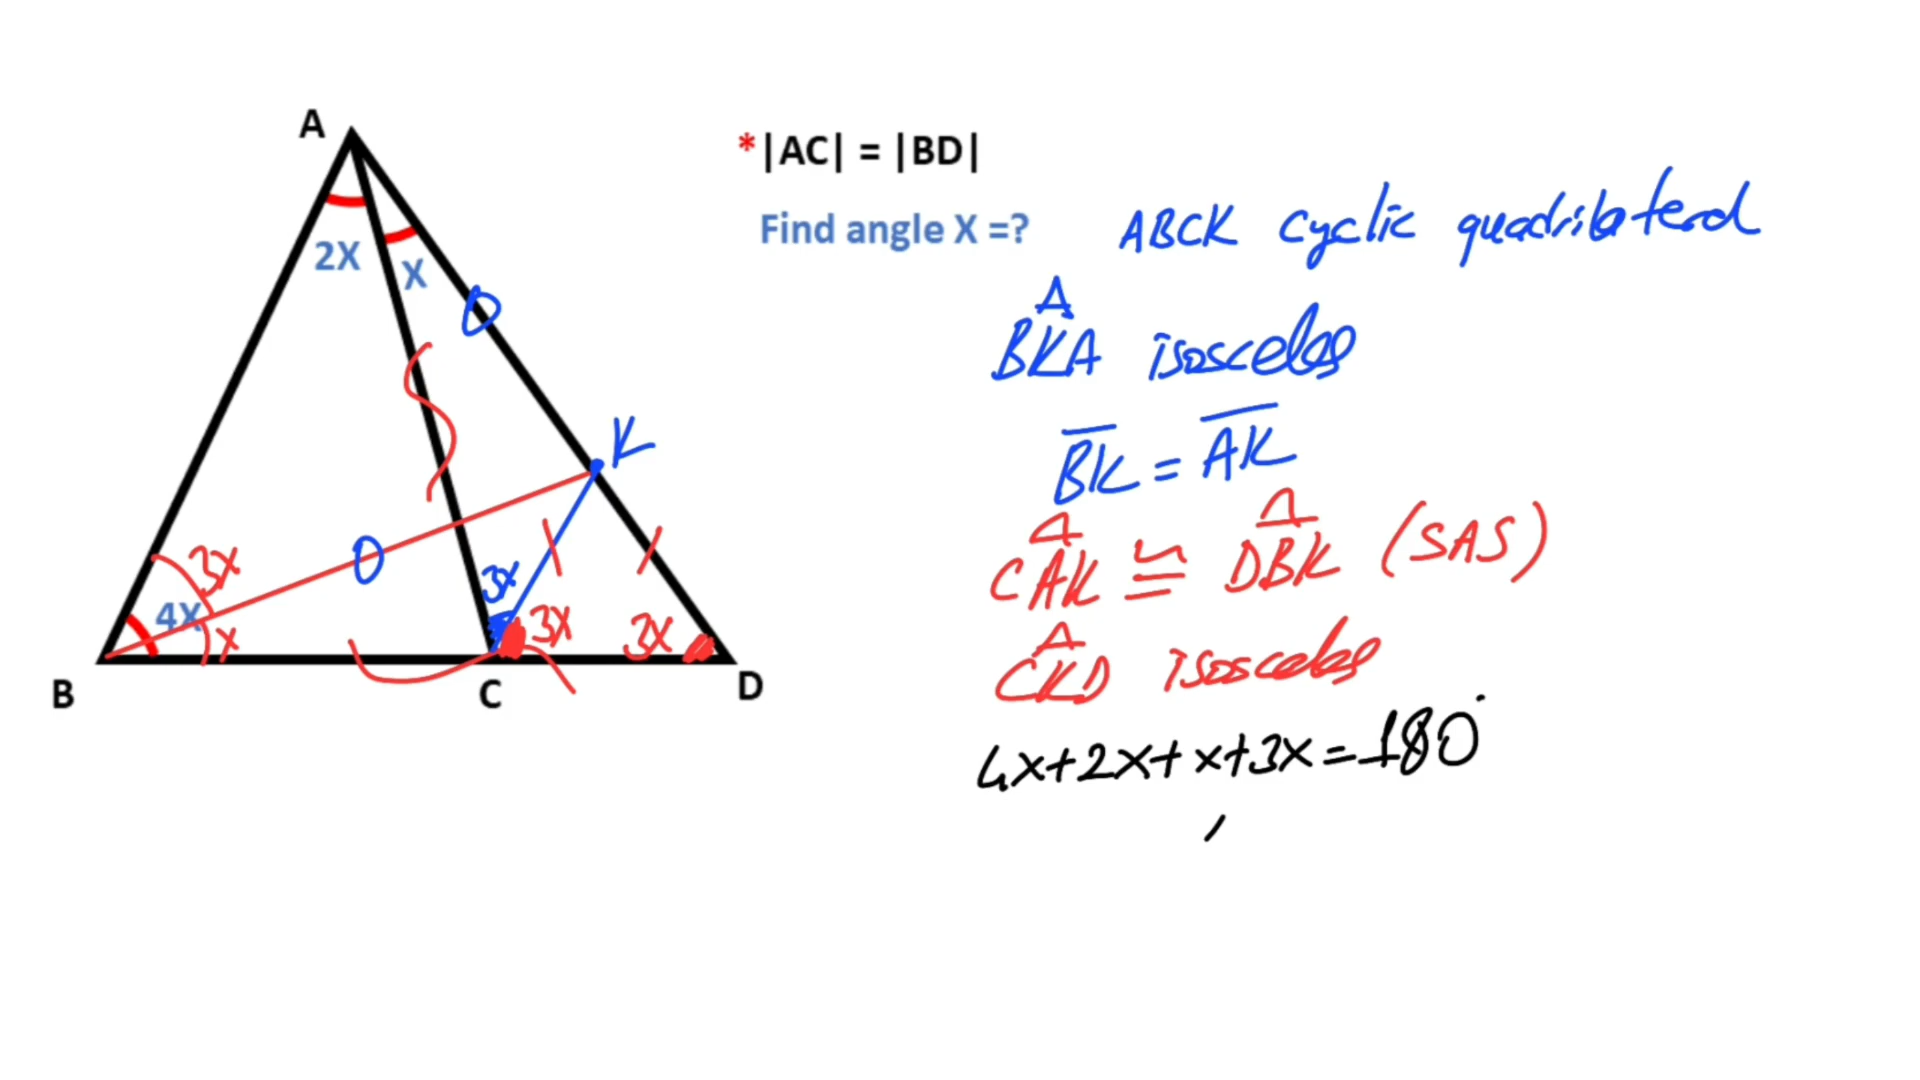 A
*|AC| = |BD|
Find angle X =?
2X
X
ABCK cyclic quadrilateral
BKA isosceles
K
BK = AK
CAK ≅ DBK (SAS)
3x
4X
x
3x
3x
3x
CKD isosceles
B
C
D
4x+2x+x+3x=180°